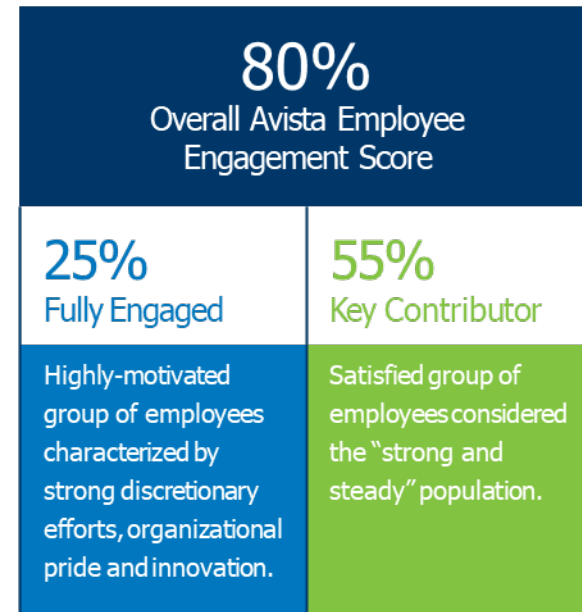 80%
Overall Avista Employee
Engagement Score
25%
Fully Engaged
55%
Key Contributor
Highly-motivated
group of employees
characterized by
strong discretionary
efforts, organizational
pride and innovation.
Satisfied group of
employees considered
the “strong and
steady” population.